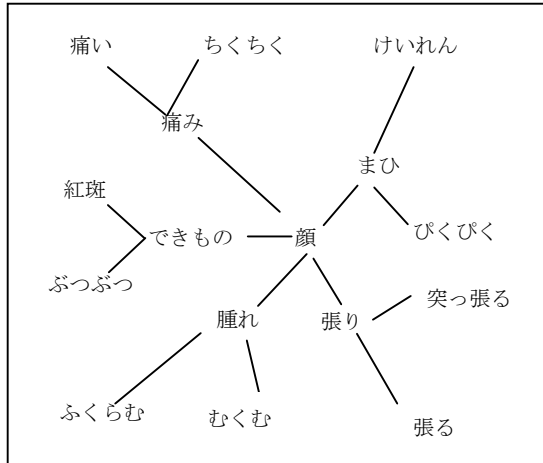 痛い
ちくちく
けいれん
痛み
まひ
紅斑
できもの
顔
ぴくぴく
ぶつぶつ
突っ張る
腫れ
張り
ふくらむ
むくむ
張る